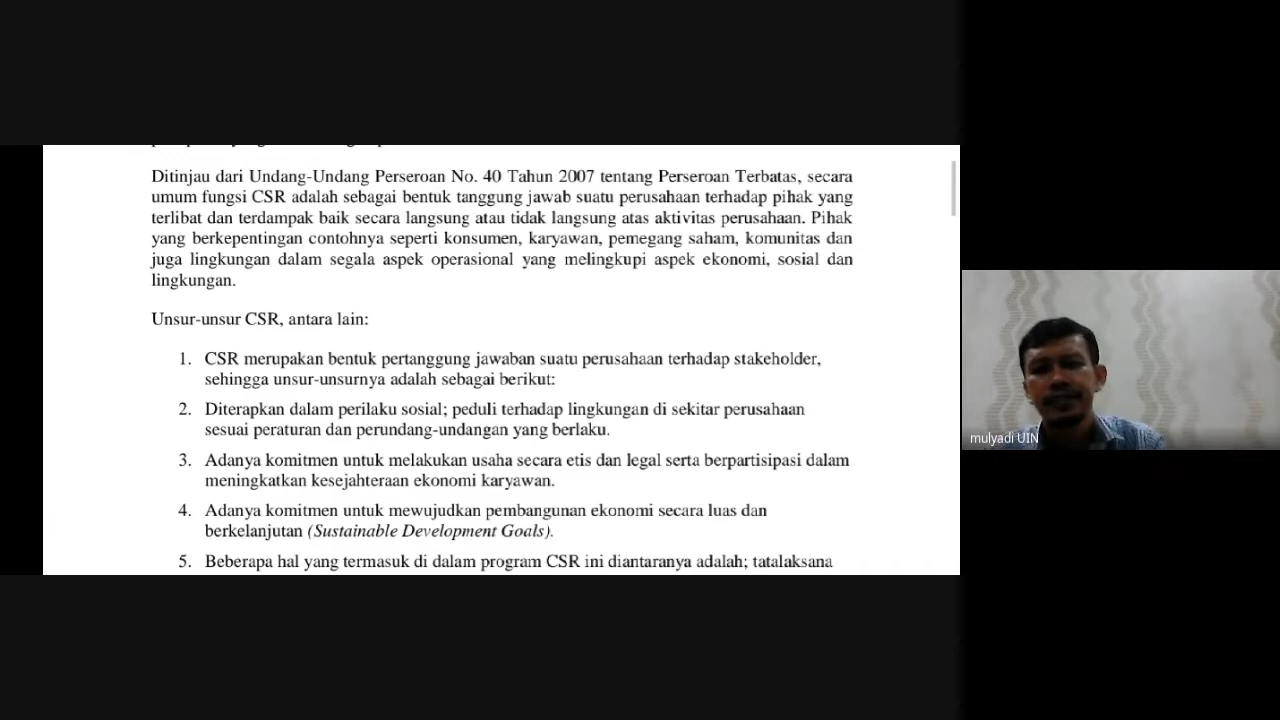 Ditinjau dari Undang-Undang Perseroan No. 40 Tahun 2007 tentang Perseroan Terbatas, secara
umum fungsi CSR adalah sebagai bentuk tanggung jawab suatu perusahaan terhadap pihak yang
terlibat dan terdampak baik secara langsung atau tidak langsung atas aktivitas perusahaan. Pihak
yang berkepentingan contohnya seperti konsumen, karyawan, pemegang saham, komunitas dan
juga lingkungan dalam segala aspek operasional yang melingkupi aspek ekonomi, sosial dan
lingkungan.
Unsur-unsur CSR, antara lain:
1. CSR merupakan bentuk pertanggung jawaban suatu perusahaan terhadap stakeholder,
sehingga unsur-unsurnya adalah sebagai berikut:
2. Diterapkan dalam perilaku sosial; peduli terhadap lingkungan di sekitar perusahaan
sesuai peraturan dan perundang-undangan yang berlaku.
3. Adanya komitmen untuk melakukan usaha secara etis dan legal serta berpartisipasi dalam
meningkatkan kesejahteraan ekonomi karyawan.
4. Adanya komitmen untuk mewujudkan pembangunan ekonomi secara luas dan
berkelanjutan (Sustainable Development Goals).
5. Beberapa hal yang termasuk di dalam program CSR ini diantaranya adalah; tatalaksana
mulyadi UIN